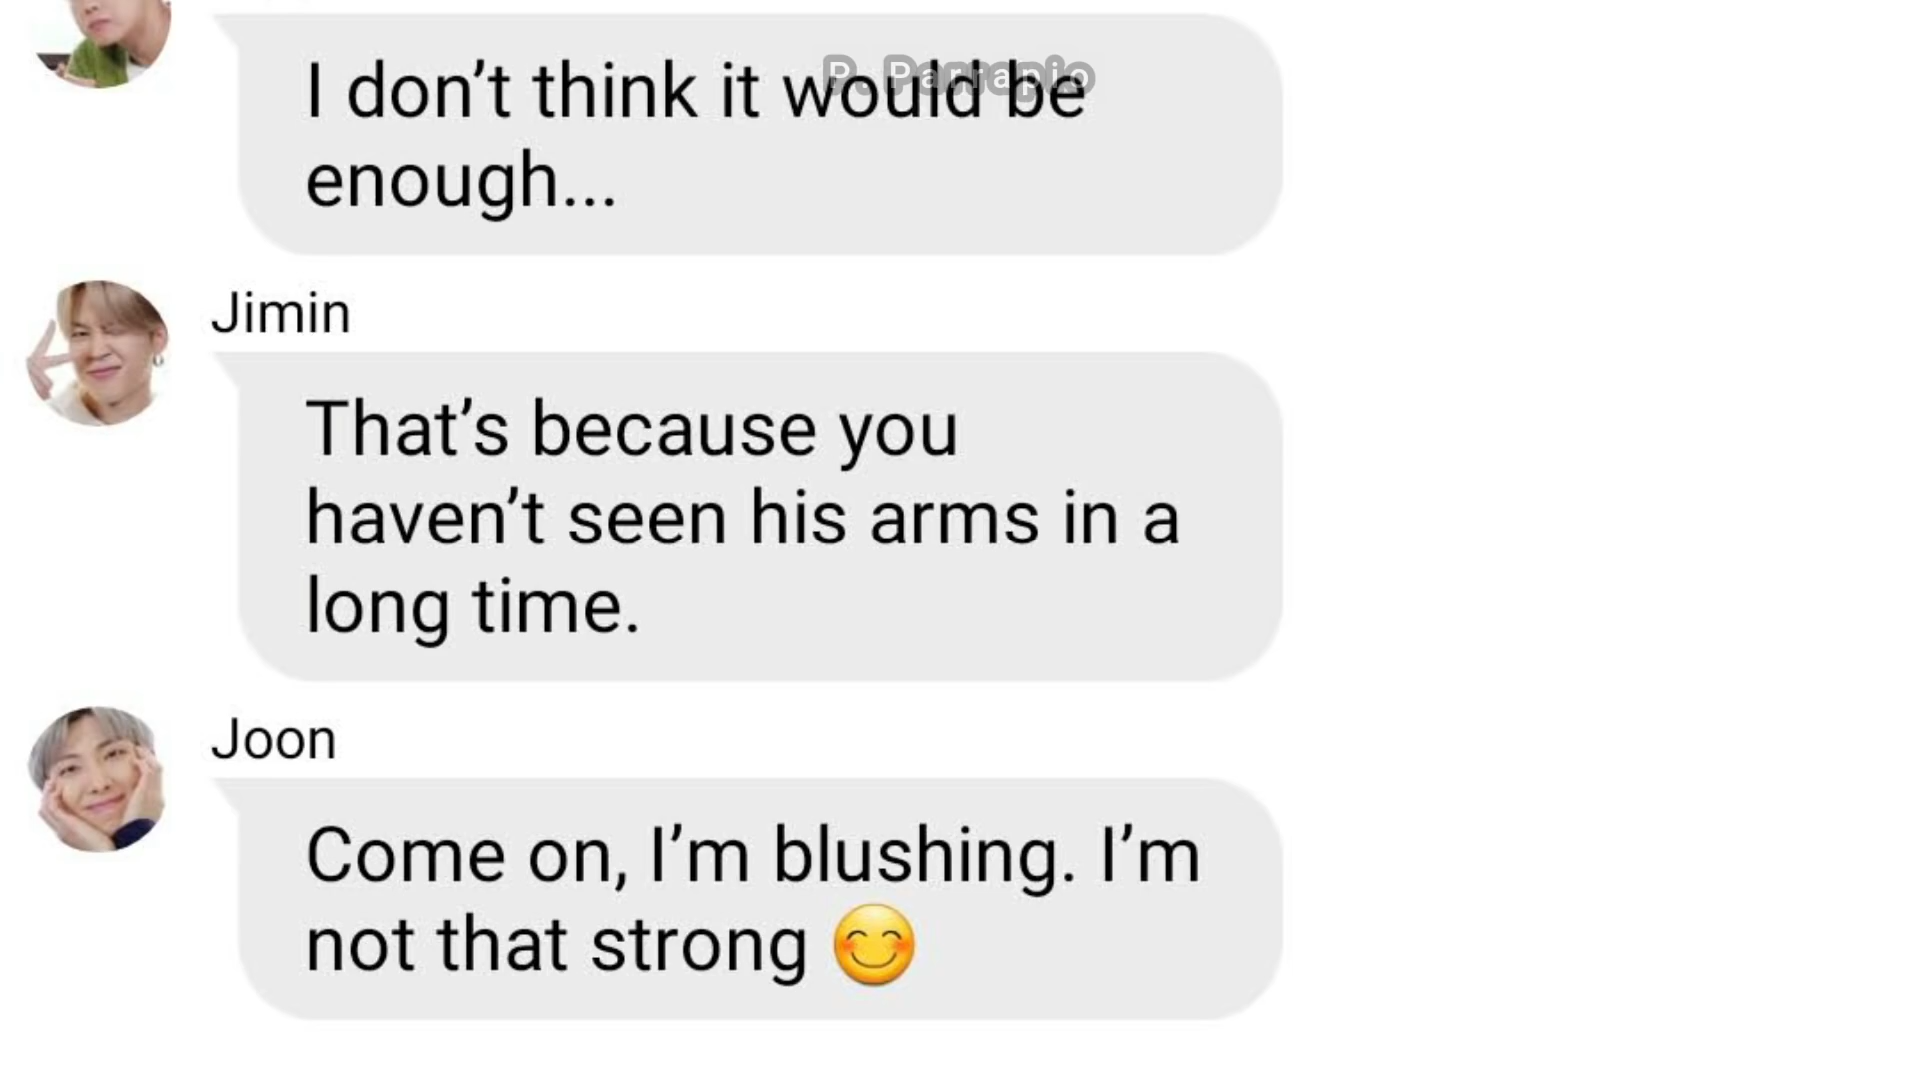 P. Parrapio
I don’t think it would be
enough...
Jimin
That’s because you
haven’t seen his arms in a
long time.
Joon
Come on, I’m blushing. I’m
not that strong 😊